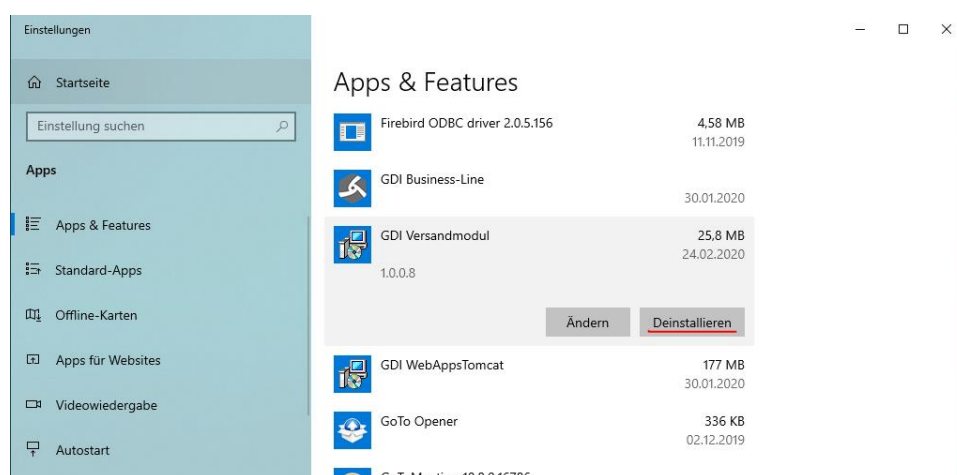 Einstellungen
Startseite
Einstellung suchen
Apps
Apps & Features
Standard-Apps
Offline-Karten
Apps für Websites
Videowiedergabe
Autostart
Apps & Features
Firebird ODBC driver 2.0.5.156
4,58 MB
11.11.2019
GDI Business-Line
30.01.2020
GDI Versandmodul
25,8 MB
24.02.2020
1.0.0.8
Ändern
Deinstallieren
GDI WebAppsTomcat
177 MB
30.01.2020
GoTo Opener
336 KB
02.12.2019